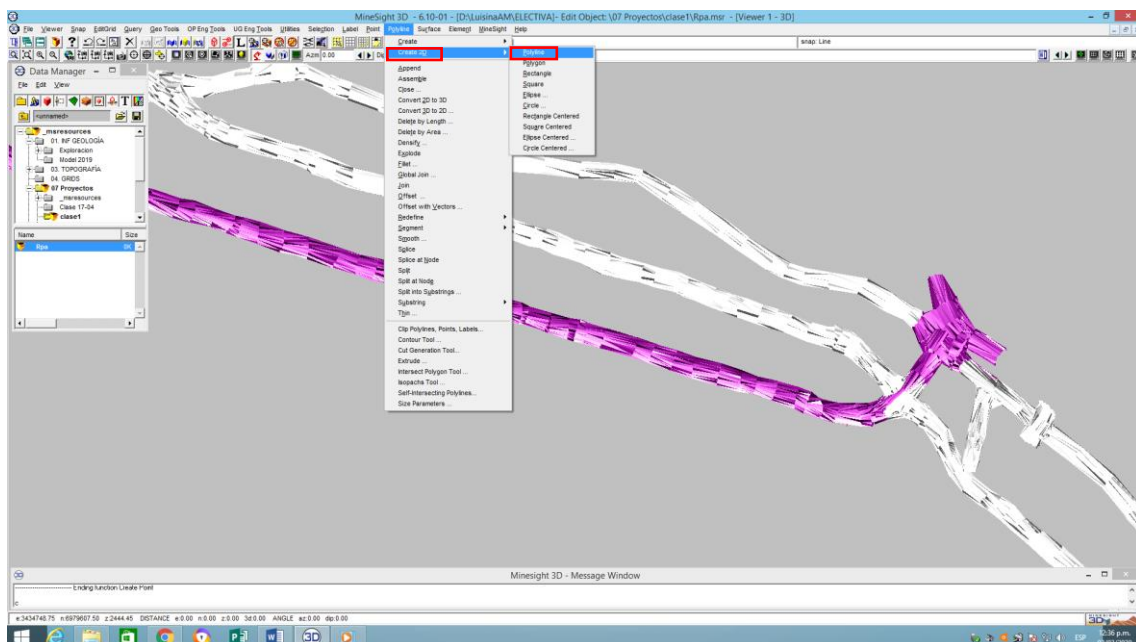 MineSight 3D - 6.10-01 - [D:\LuisinaAM\ELECTIVA]- Edit Object: \07 Proyectos\clase1\Rpa.msr - [Viewer 1 - 3D]
File Viewer Snap EditGrid Query Geo Tools OP Eng Tools UG Eng Tools Utilities Selection Label Point Polyline Surface Element MineSight Help
snap: Line
Azm 0.00
Data Manager
File Edit View
<unnamed>
_msresources
01. INF GEOLOGÍA
Exploracion
Model 2019
03. TOPOGRAFÍA
04. GRIDS
07 Proyectos
_msresources
Clase 17-04
clase1
Name Size
Rpa 0K
Create
Create 2D
Append
Assemble
Close ...
Convert 2D to 3D
Convert 3D to 2D ...
Delete by Length ...
Delete by Area ...
Densify ...
Explode
Fillet ...
Global Join ...
Join
Offset ...
Offset with Vectors ...
Redefine
Segment
Smooth ...
Splice
Splice at Node
Split
Split at Node
Split into Substrings ...
Substring
Thin ...
Clip Polylines, Points, Labels...
Contour Tool ...
Cut Generation Tool...
Extrude ...
Intersect Polygon Tool ...
Isopachs Tool ...
Self-Intersecting Polylines...
Size Parameters ...
Polyline
Polygon
Rectangle
Square
Ellipse ...
Circle ...
Rectangle Centered
Square Centered
Ellipse Centered ...
Circle Centered ...
Minesight 3D - Message Window
Ending function Create Point
c
e:3434748.75 n:6979607.50 z:2444.45 DISTANCE e:0.00 n:0.00 z:0.00 3d:0.00 ANGLE az:0.00 dip:0.00
3D
ESP
2:36 p.m.